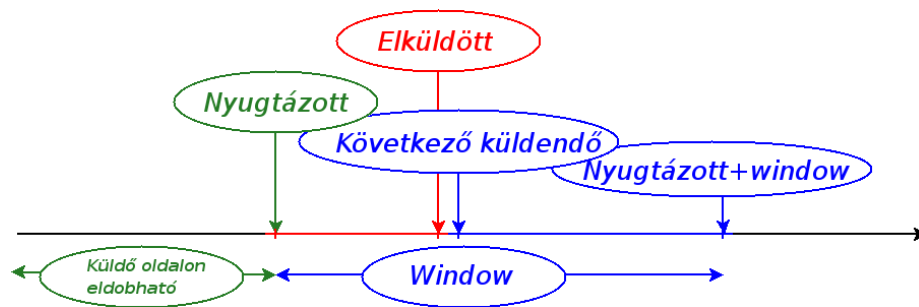 Elküldött
Nyugtázott
Következő küldendő
Nyugtázott+window
Küldő oldalon
eldobható
Window